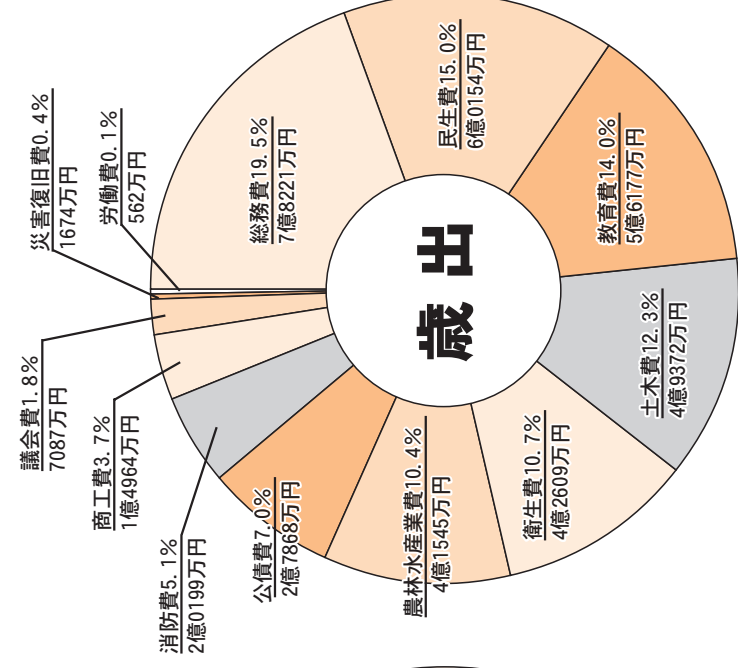 歳出
総務費19.5%
7億8221万円
民生費15.0%
6億0154万円
教育費14.0%
5億6177万円
土木費12.3%
4億9372万円
衛生費10.7%
4億2609万円
農林水産業費10.4%
4億1545万円
公債費7.0%
2億7868万円
消防費5.1%
2億0199万円
商工費3.7%
1億4964万円
議会費1.8%
7087万円
災害復旧費0.4%
1674万円
労働費0.1%
562万円